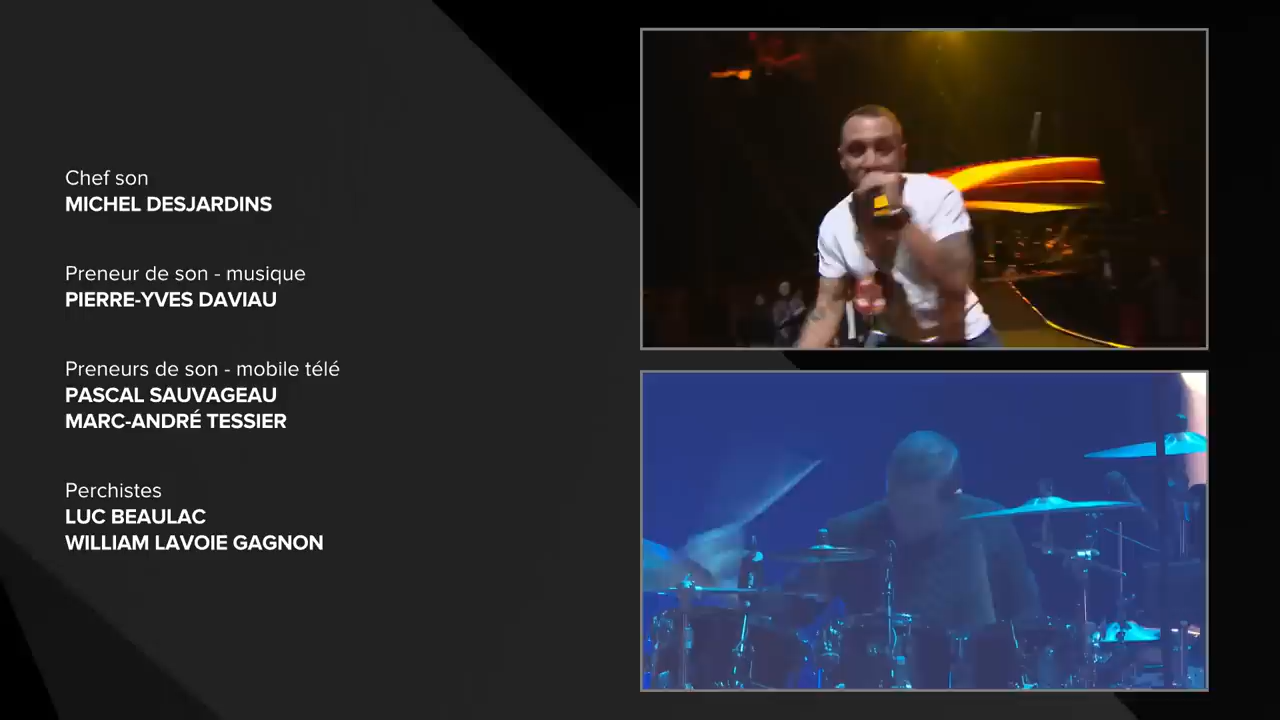 Chef son
MICHEL DESJARDINS
Preneur de son - musique
PIERRE-YVES DAVIAU
Preneurs de son - mobile télé
PASCAL SAUVAGEAU
MARC-ANDRÉ TESSIER
Perchistes
LUC BEAULAC
WILLIAM LAVOIE GAGNON